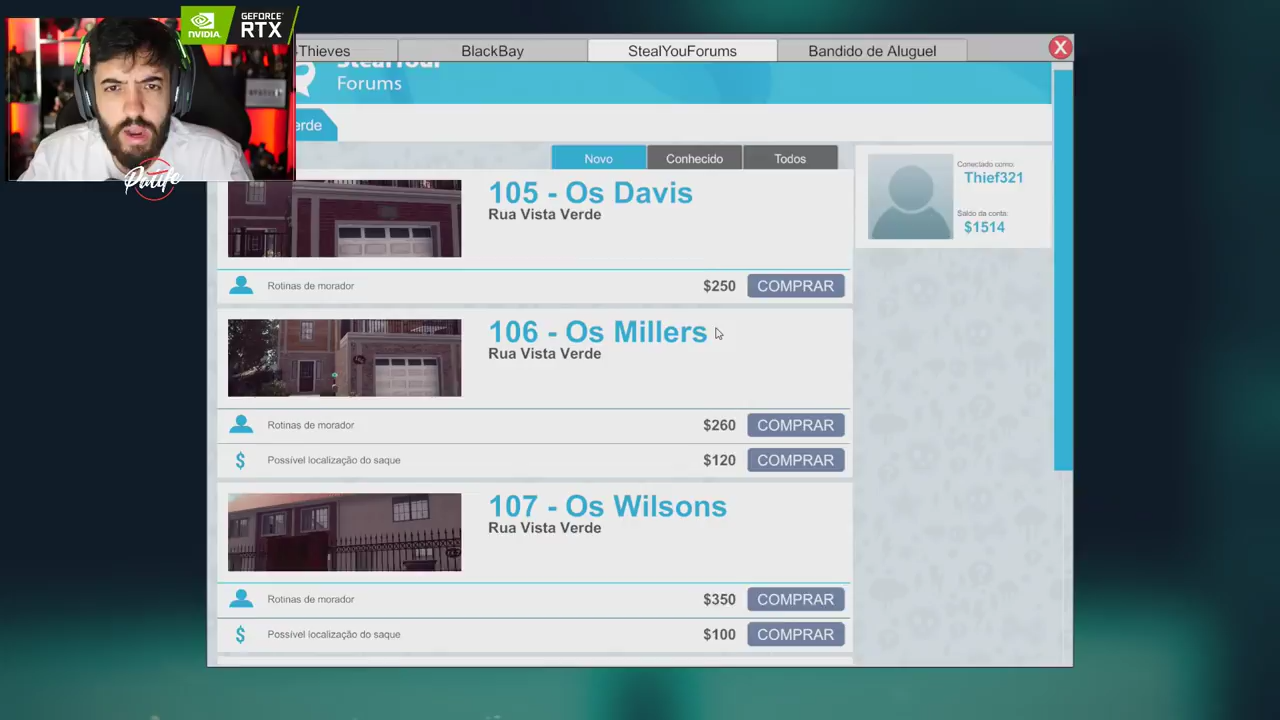 NVIDIA.
GEFORCE
RTX
Thieves
BlackBay
StealYouForums
Bandido de Aluguel
X
StealYour
Forums
erde
Novo
Conhecido
Todos
Conectado como:
Thief321
Saldo da conta:
$1514
Patife
105 - Os Davis
Rua Vista Verde
Rotinas de morador
$250
COMPRAR
106 - Os Millers
Rua Vista Verde
Rotinas de morador
$260
COMPRAR
$
Possível localização do saque
$120
COMPRAR
107 - Os Wilsons
Rua Vista Verde
Rotinas de morador
$350
COMPRAR
$
Possível localização do saque
$100
COMPRAR